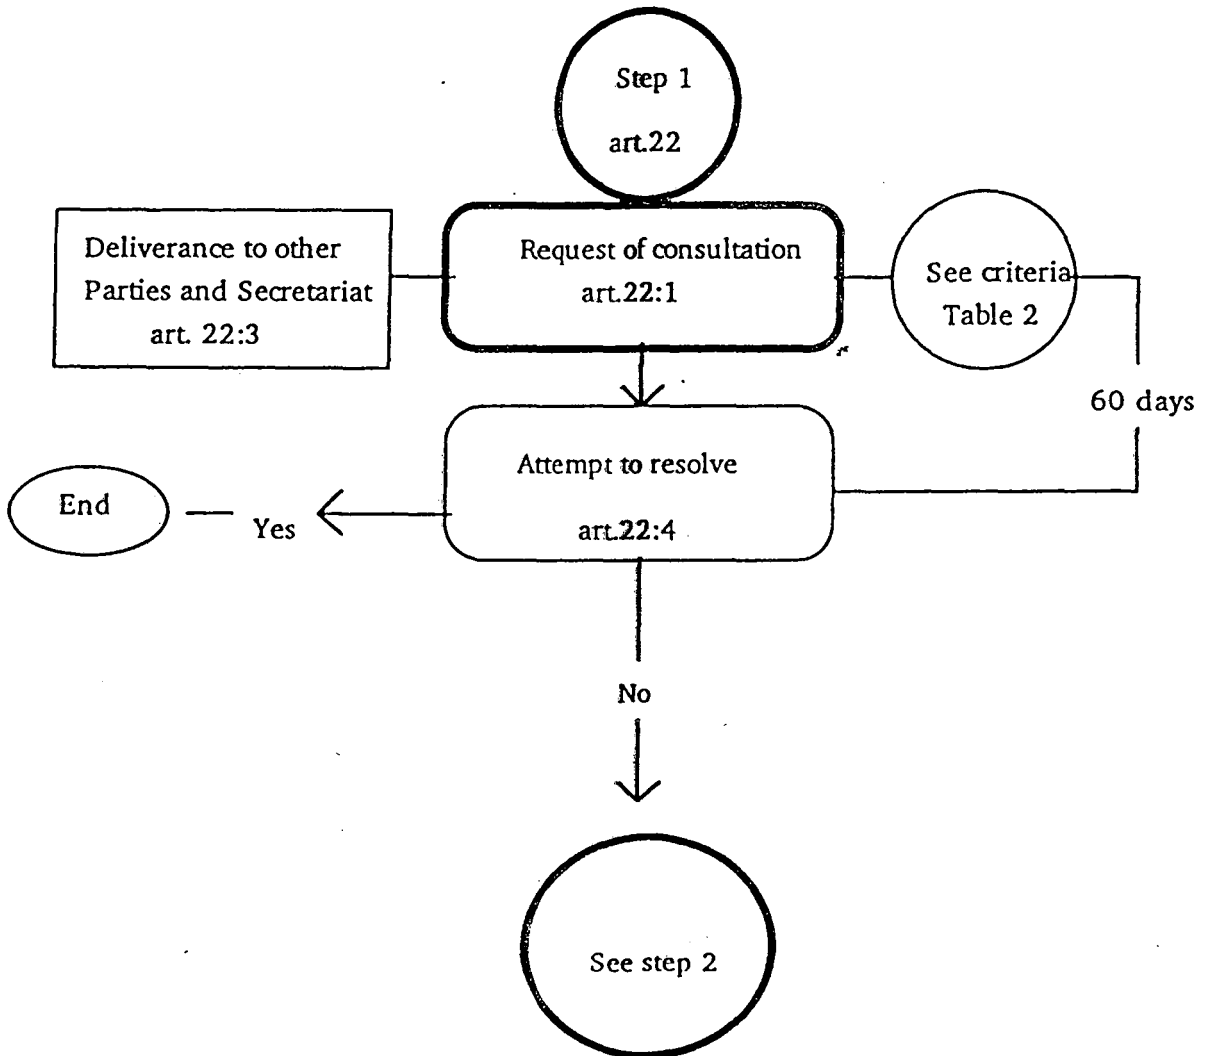 Step 1
art.22
Deliverance to other
Parties and Secretariat
art. 22:3
Request of consultation
art.22:1
See criteria
Table 2
60 days
Attempt to resolve
art.22:4
End
Yes
No
See step 2